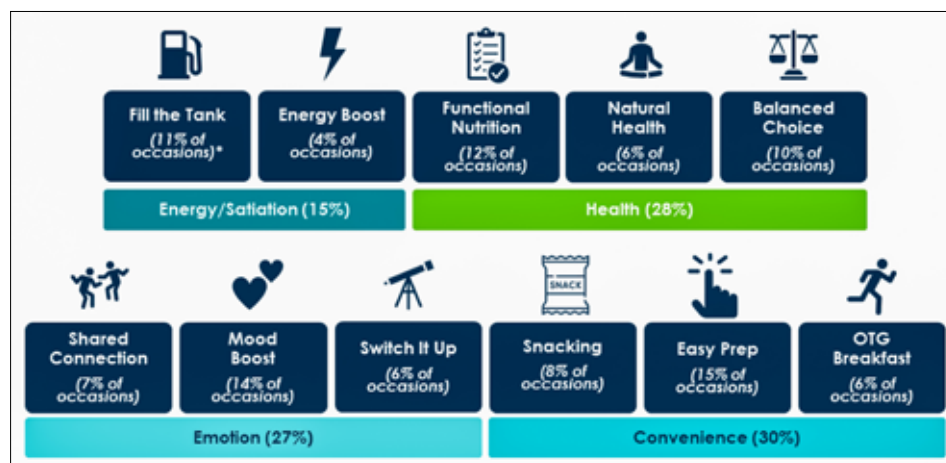 Fill the Tank
(11% of
occasions)*
Energy Boost
(4% of
occasions)
Functional
Nutrition
(12% of
occasions)
Natural
Health
(6% of
occasions)
Balanced
Choice
(10% of
occasions)
Energy/Satiation (15%)
Health (28%)
SNACK
Shared
Connection
(7% of
occasions)
Mood
Boost
(14% of
occasions)
Switch It Up
(6% of
occasions)
Snacking
(8% of
occasions)
Easy Prep
(15% of
occasions)
OTG
Breakfast
(6% of
occasions)
Emotion (27%)
Convenience (30%)